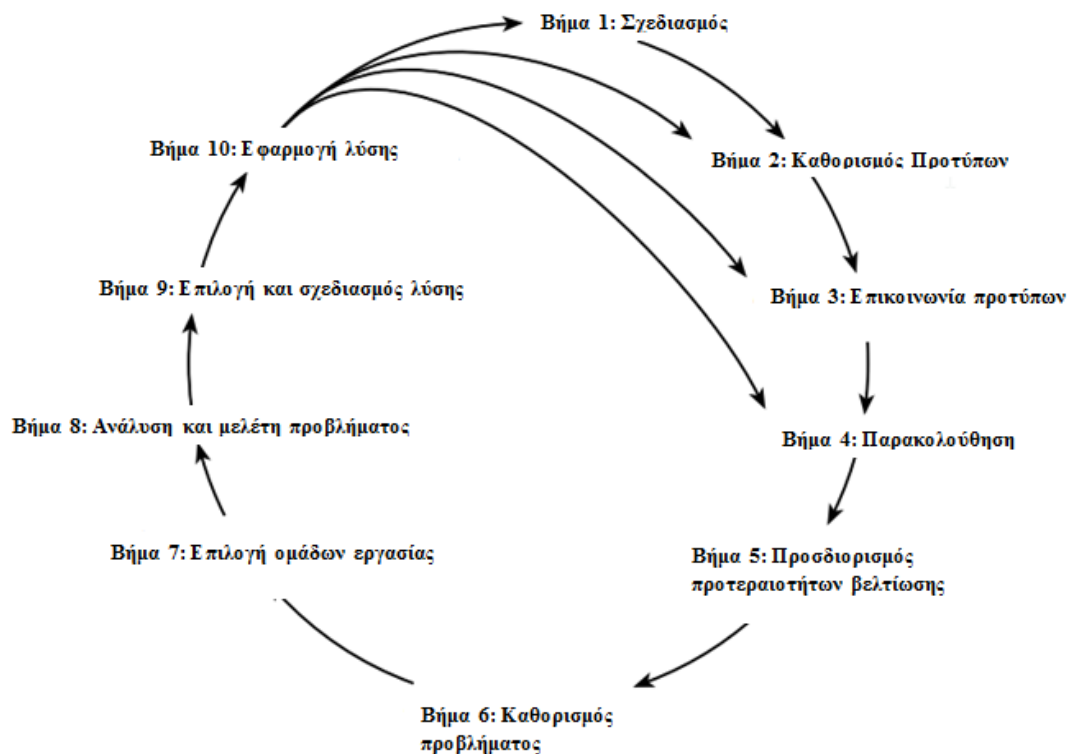 Βήμα 1: Σχεδιασμός
Βήμα 2: Καθορισμός Προτύπων
Βήμα 3: Επικοινωνία προτύπων
Βήμα 4: Παρακολούθηση
Βήμα 5: Προσδιορισμός
προτεραιοτήτων βελτίωσης
Βήμα 6: Καθορισμός
προβλήματος
Βήμα 7: Επιλογή ομάδων εργασίας
Βήμα 8: Ανάλυση και μελέτη προβλήματος
Βήμα 9: Επιλογή και σχεδιασμός λύσης
Βήμα 10: Εφαρμογή λύσης